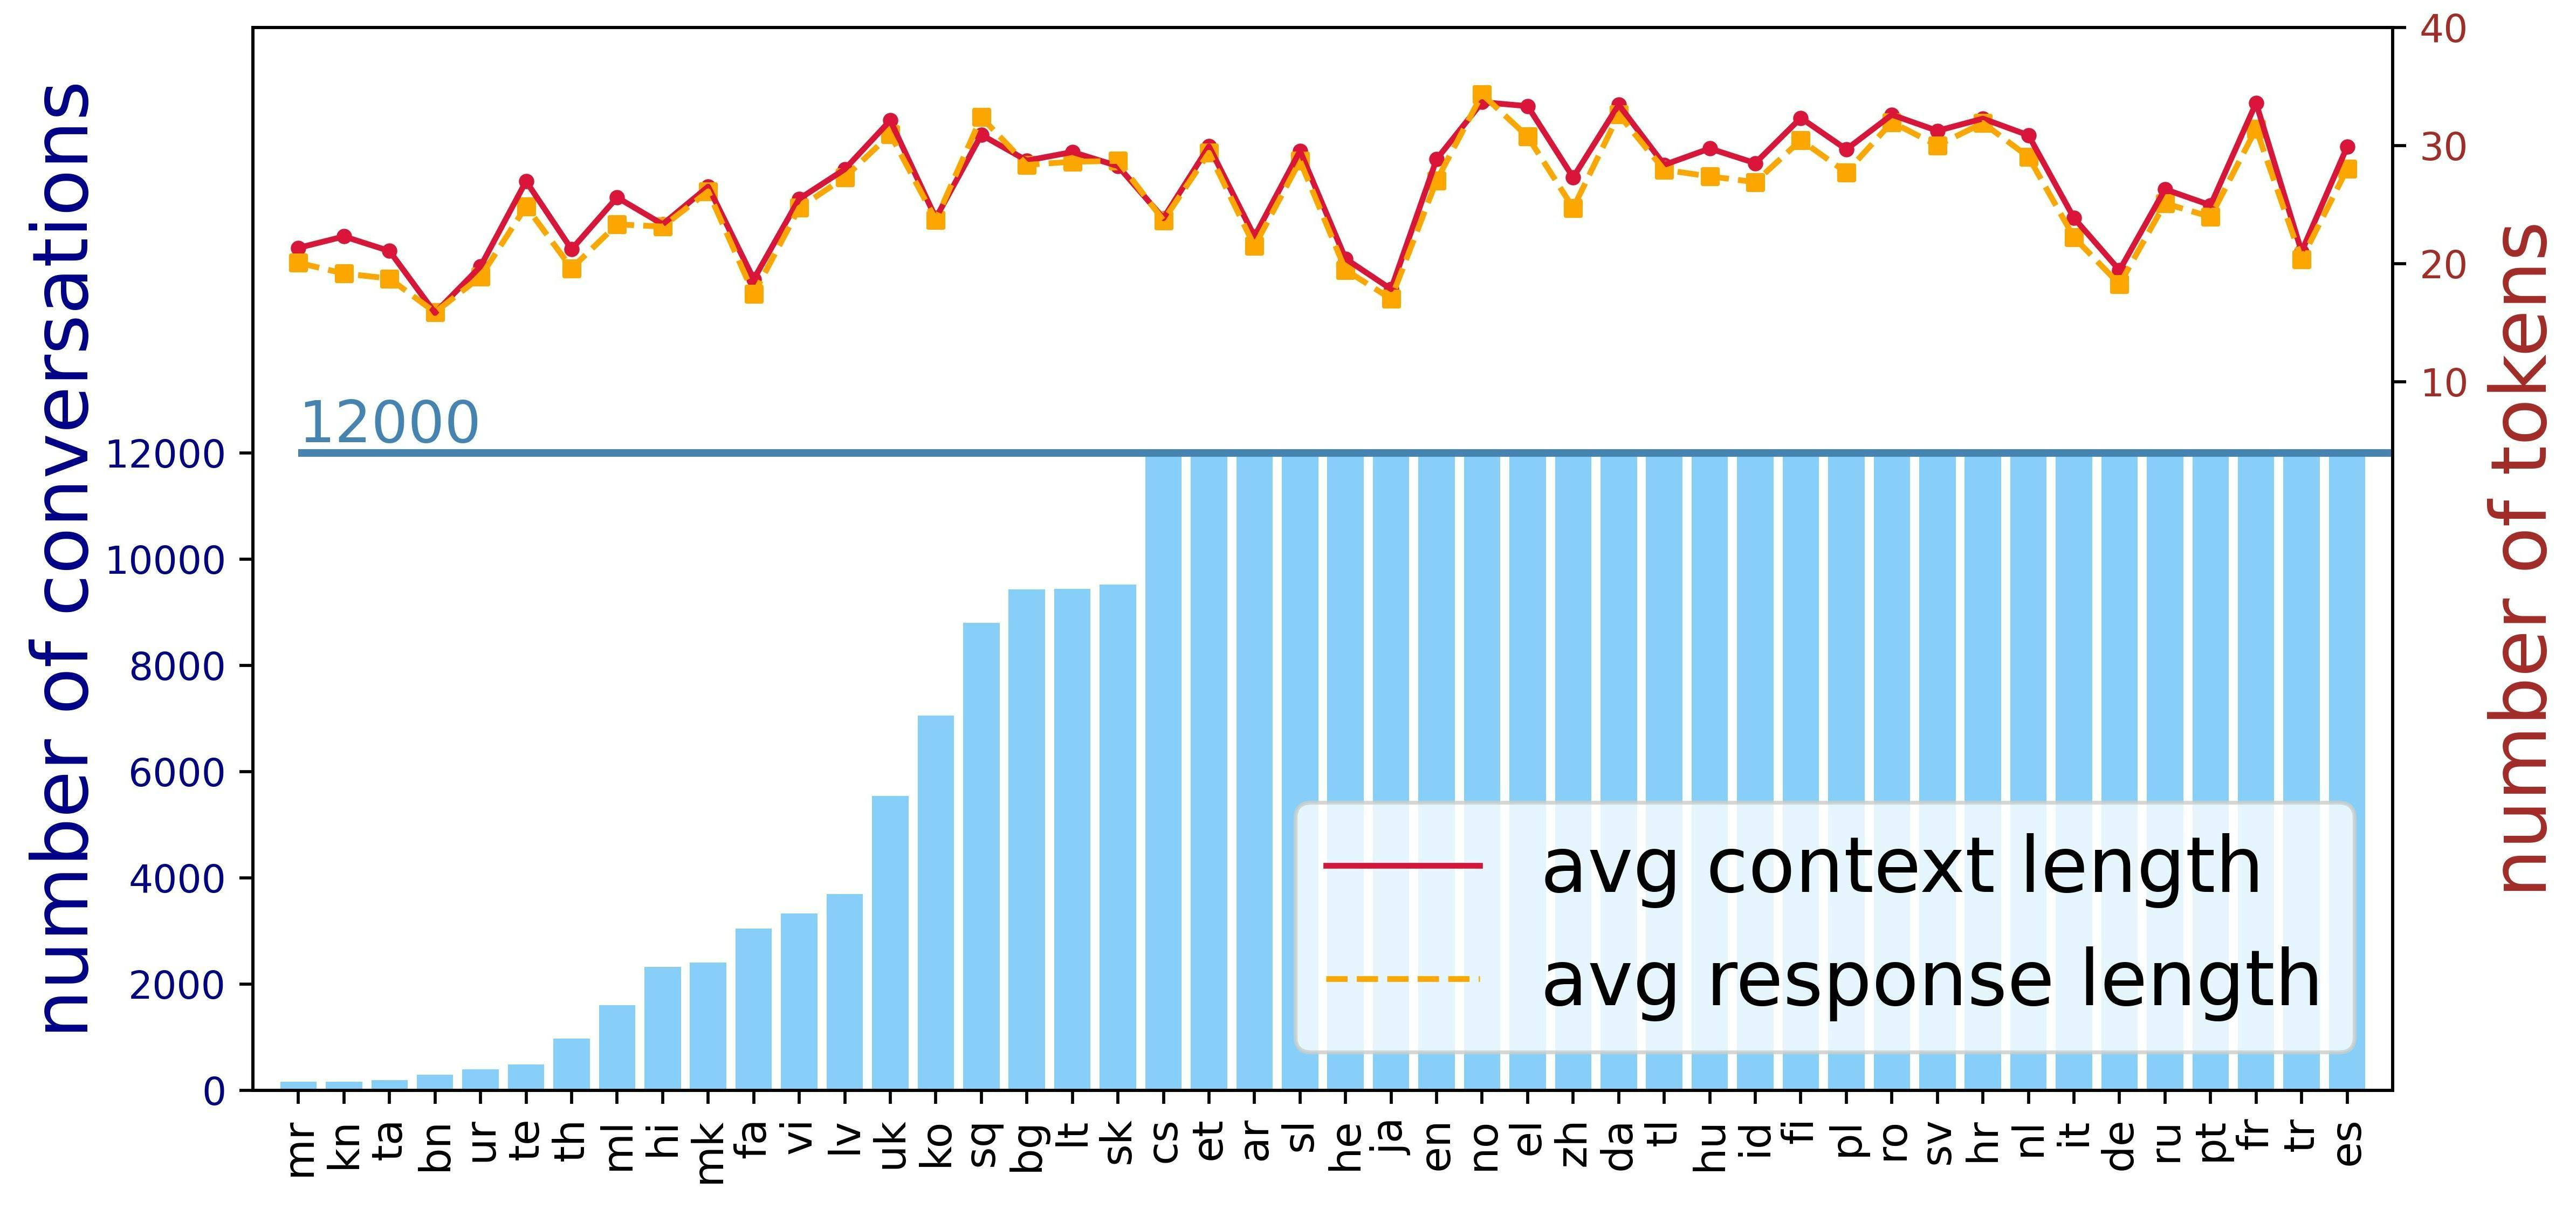 number of conversations
12000
10000
8000
6000
4000
2000
0
12000
40
30
20
10
number of tokens
avg context length
avg response length
mr
kn
ta
bn
ur
te
th
ml
hi
mk
fa
vi
lv
uk
ko
sq
bg
lt
sk
cs
et
ar
sl
he
ja
en
no
el
zh
da
tl
hu
id
fi
pl
ro
sv
hr
nl
it
de
ru
pt
fr
tr
es